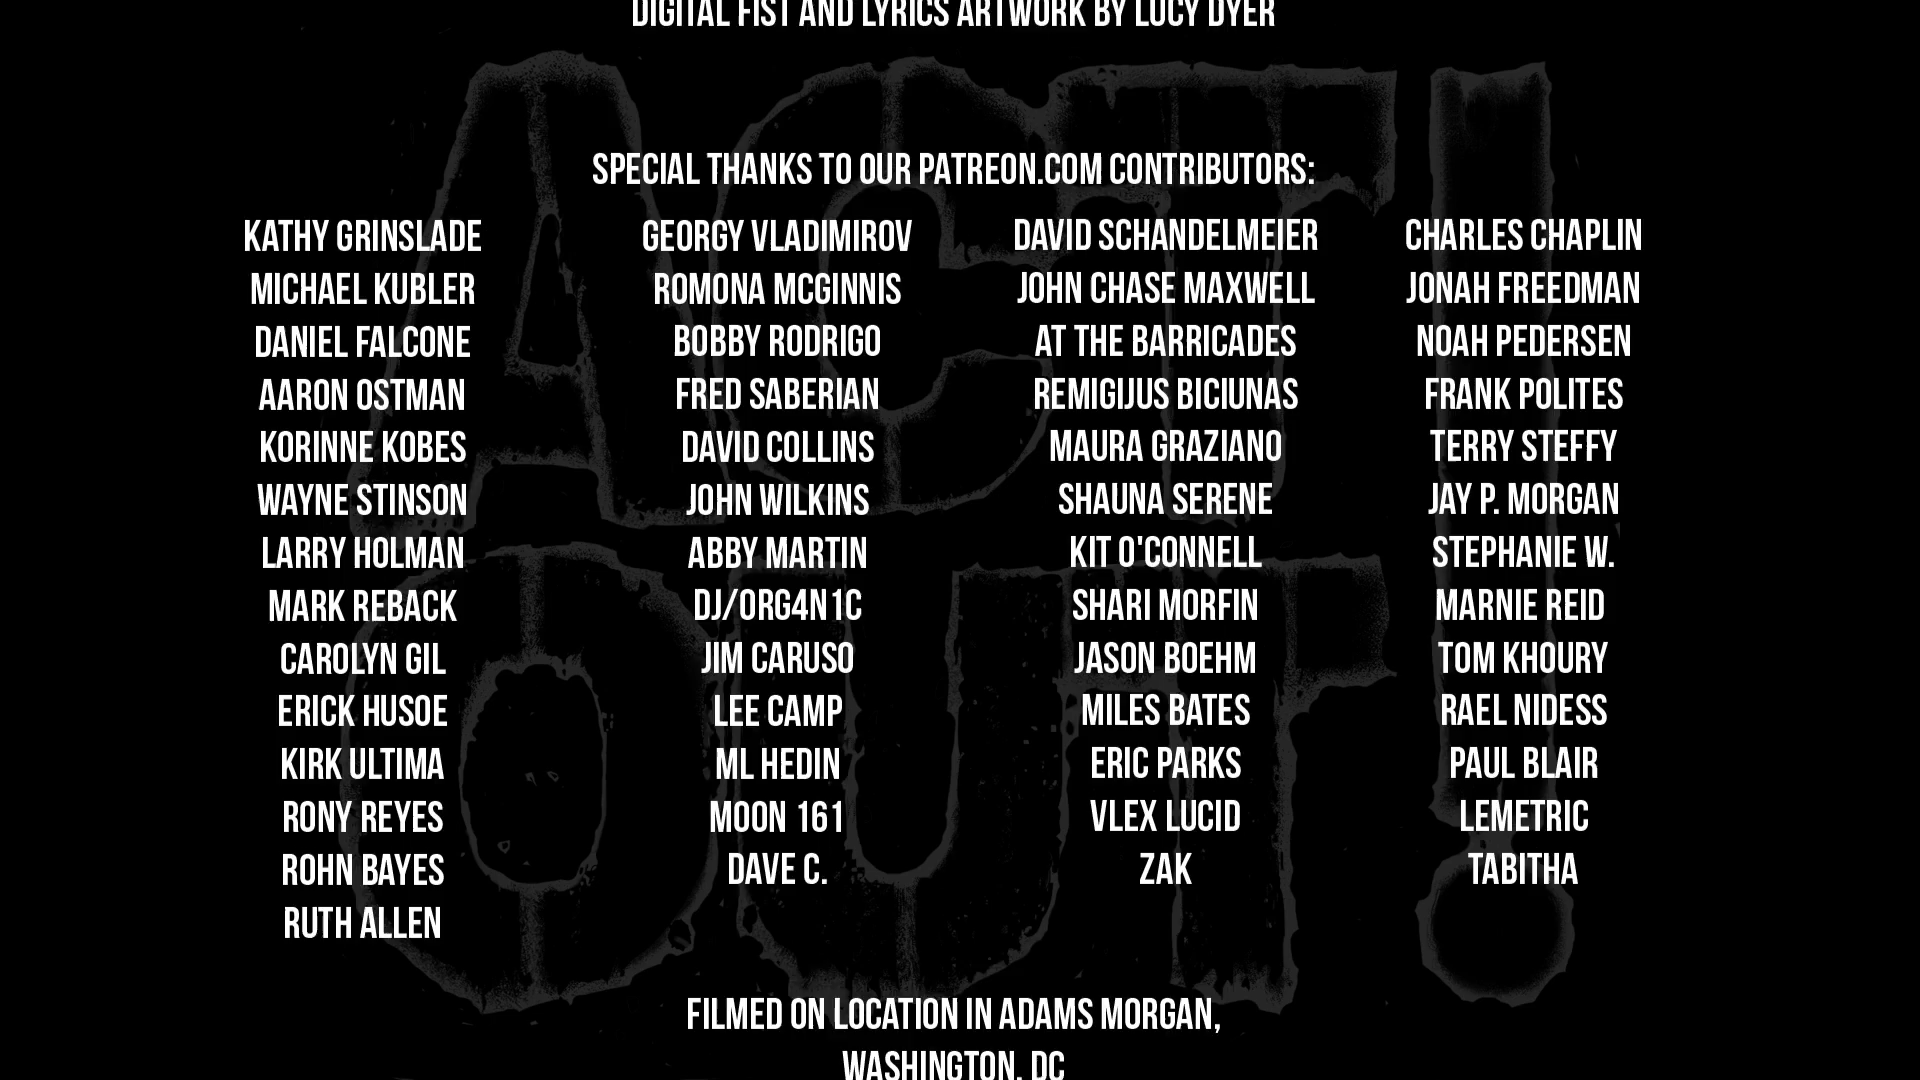 DIGITAL FIST AND LYRICS ARTWORK BY LUCY DYER
ACT!
OUT!
SPECIAL THANKS TO OUR PATREON.COM CONTRIBUTORS:
KATHY GRINSLADE
MICHAEL KUBLER
DANIEL FALCONE
AARON OSTMAN
KORINNE KOBES
WAYNE STINSON
LARRY HOLMAN
MARK REBACK
CAROLYN GIL
ERICK HUSOE
KIRK ULTIMA
RONY REYES
ROHN BAYES
RUTH ALLEN
GEORGY VLADIMIROV
ROMONA MCGINNIS
BOBBY RODRIGO
FRED SABERIAN
DAVID COLLINS
JOHN WILKINS
ABBY MARTIN
DJ/ORG4N1C
JIM CARUSO
LEE CAMP
ML HEDIN
MOON 161
DAVE C.
DAVID SCHANDELMEIER
JOHN CHASE MAXWELL
AT THE BARRICADES
REMIGIJUS BICIUNAS
MAURA GRAZIANO
SHAUNA SERENE
KIT O'CONNELL
SHARI MORFIN
JASON BOEHM
MILES BATES
ERIC PARKS
VLEX LUCID
ZAK
CHARLES CHAPLIN
JONAH FREEDMAN
NOAH PEDERSEN
FRANK POLITES
TERRY STEFFY
JAY P. MORGAN
STEPHANIE W.
MARNIE REID
TOM KHOURY
RAEL NIDESS
PAUL BLAIR
LEMETRIC
TABITHA
FILMED ON LOCATION IN ADAMS MORGAN,
WASHINGTON, DC